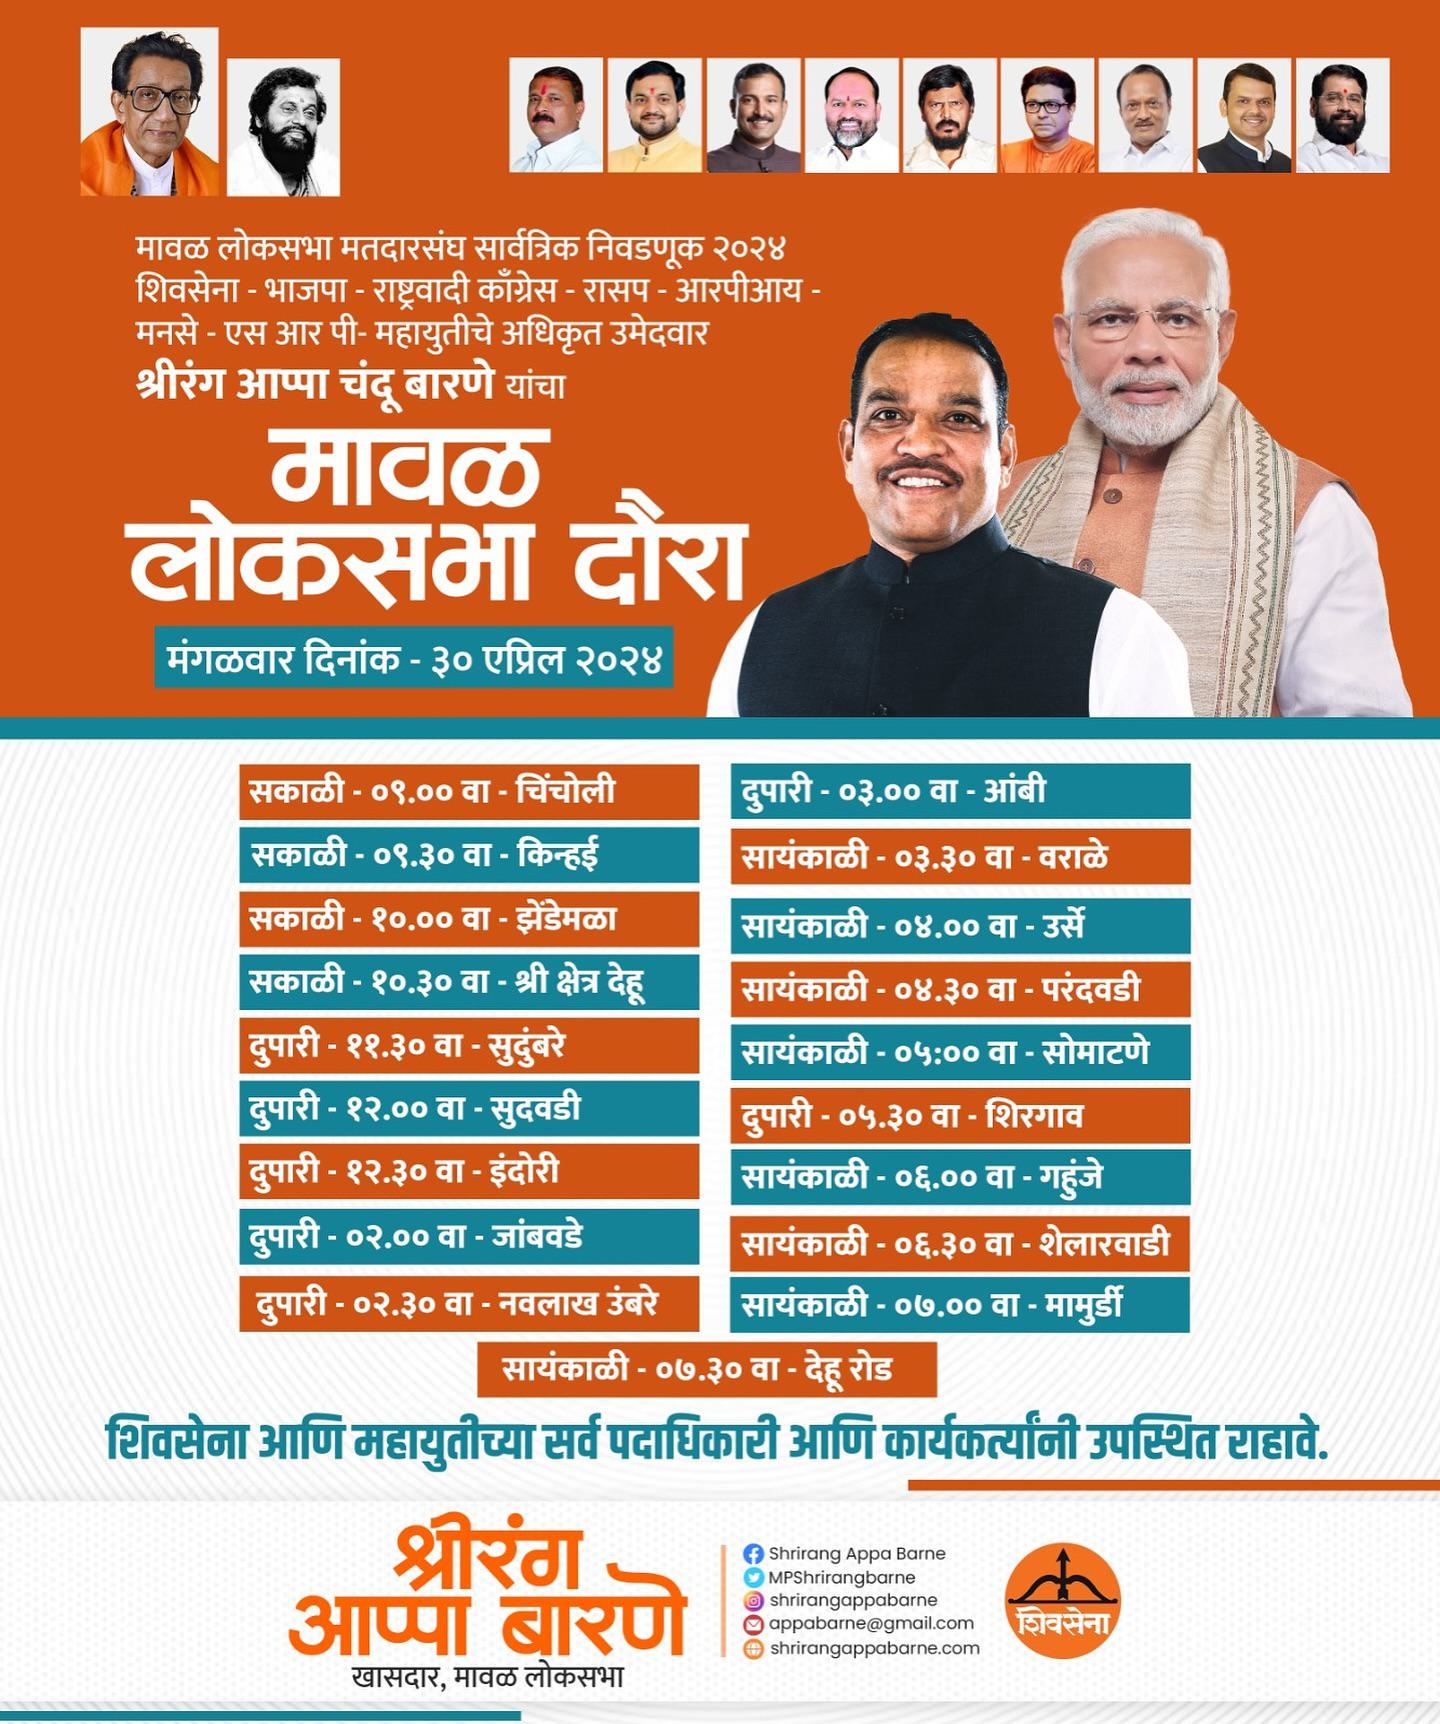 मावळ लोकसभा मतदारसंघ सार्वत्रिक निवडणूक २०२४
शिवसेना - भाजपा - राष्ट्रवादी काँग्रेस - रासप - आरपीआय -
मनसे - एस आर पी- महायुतीचे अधिकृत उमेदवार
श्रीरंग आप्पा चंदू बारणे यांचा
मावळ
लोकसभा दौरा
मंगळवार दिनांक - ३० एप्रिल २०२४
सकाळी - ०९.०० वा - चिंचोली
सकाळी - ०९.३० वा - किन्हई
सकाळी - १०.०० वा - झेंडेमळा
सकाळी - १०.३० वा - श्री क्षेत्र देहू
दुपारी - ११.३० वा - सुदुंबरे
दुपारी - १२.०० वा - सुदवडी
दुपारी - १२.३० वा - इंदोरी
दुपारी - ०२.०० वा - जांबवडे
दुपारी - ०२.३० वा - नवलाख उंबरे
दुपारी - ०३.०० वा - आंबी
सायंकाळी - ०३.३० वा - वराळे
सायंकाळी - ०४.०० वा - उर्से
सायंकाळी - ०४.३० वा - परंदवडी
सायंकाळी - ०५:०० वा - सोमाटणे
दुपारी - ०५.३० वा - शिरगाव
सायंकाळी - ०६.०० वा - गहुंजे
सायंकाळी - ०६.३० वा - शेलारवाडी
सायंकाळी - ०७.०० वा - मामुर्डी
सायंकाळी - ०७.३० वा - देहू रोड
शिवसेना आणि महायुतीच्या सर्व पदाधिकारी आणि कार्यकर्त्यांनी उपस्थित राहावे.
श्रीरंग
आप्पा बारणे
खासदार, मावळ लोकसभा
Shrirang Appa Barne
MPShrirangbarne
shrirangappabarne
appabarne@gmail.com
shrirangappabarne.com
शिवसेना